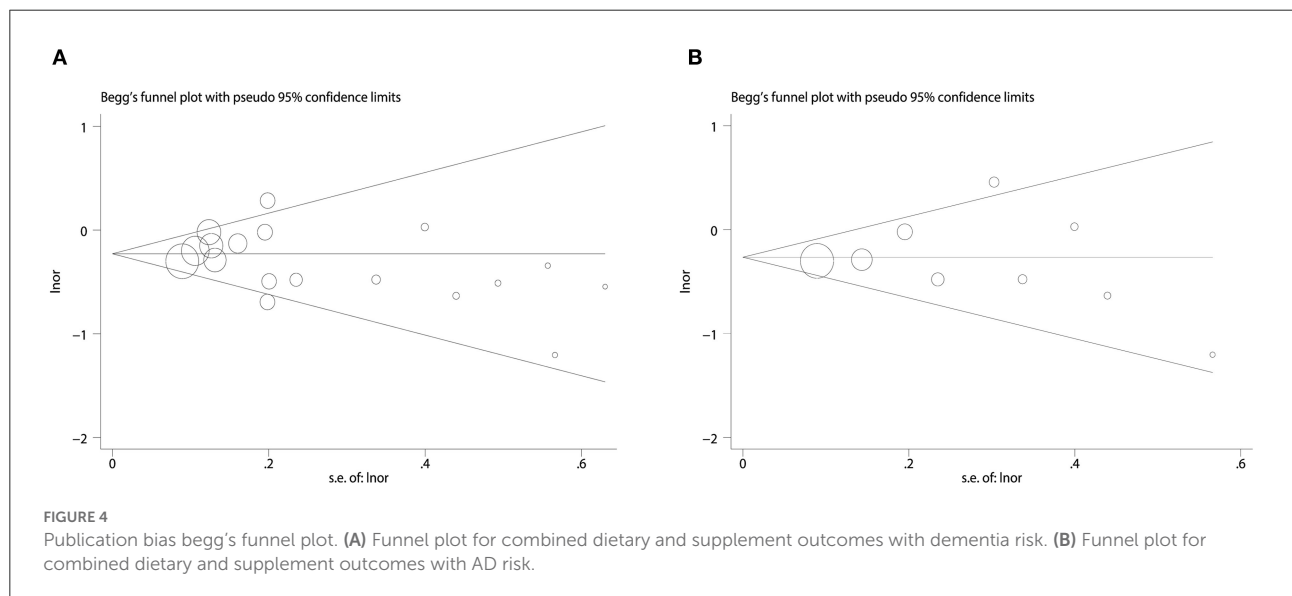 A
Begg's funnel plot with pseudo 95% confidence limits
1
0
−1
−2
lnor
0
.2
.4
.6
s.e. of: lnor
B
Begg's funnel plot with pseudo 95% confidence limits
1
0
−1
−2
lnor
0
.2
.4
.6
s.e. of: lnor
FIGURE 4
Publication bias begg's funnel plot. (A) Funnel plot for combined dietary and supplement outcomes with dementia risk. (B) Funnel plot for
combined dietary and supplement outcomes with AD risk.